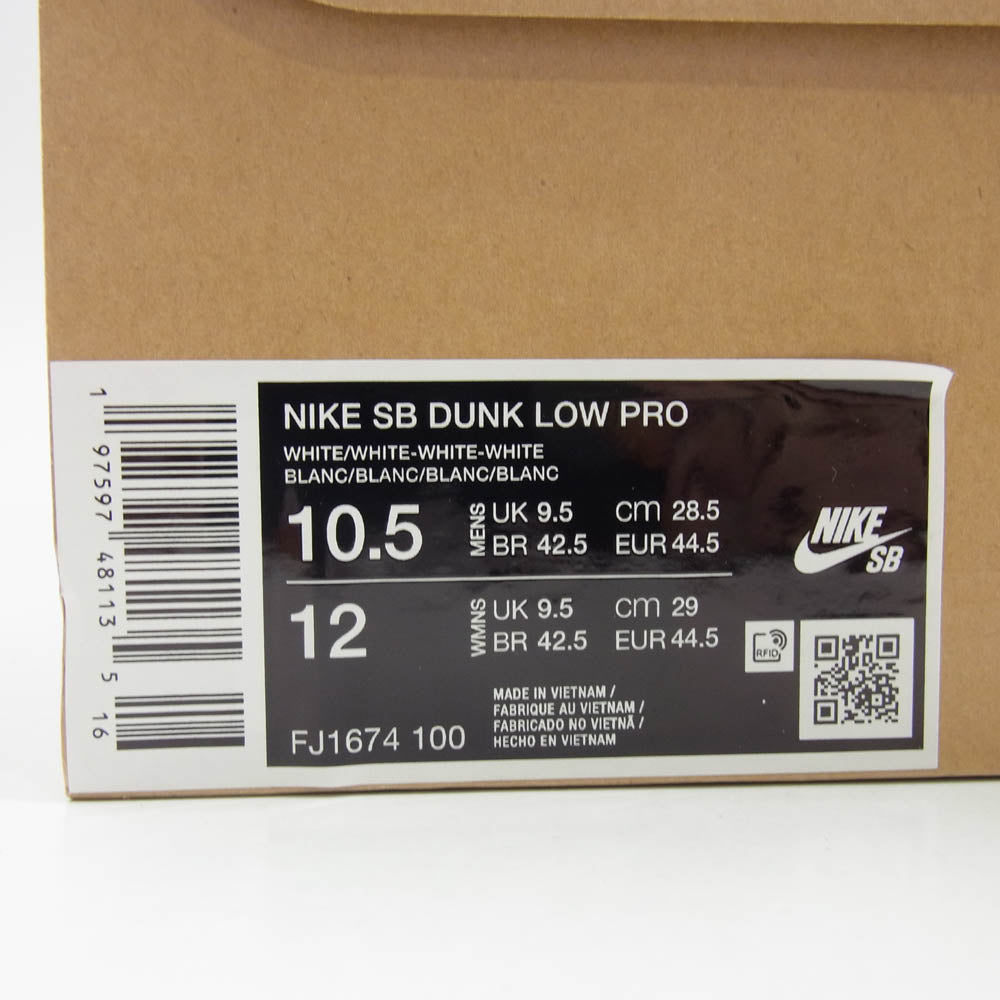 NIKE SB DUNK LOW PRO
WHITE/WHITE-WHITE-WHITE
BLANC/BLANC/BLANC/BLANC
10.5 MENS UK 9.5 cm 28.5
BR 42.5 EUR 44.5
12 WMNS UK 9.5 cm 29
BR 42.5 EUR 44.5
MADE IN VIETNAM /
FABRIQUE AU VIETNAM /
FABRICADO NO VIETNÃ /
HECHO EN VIETNAM
FJ1674 100
NIKE
SB
RFID
1 97597 48113 5 16